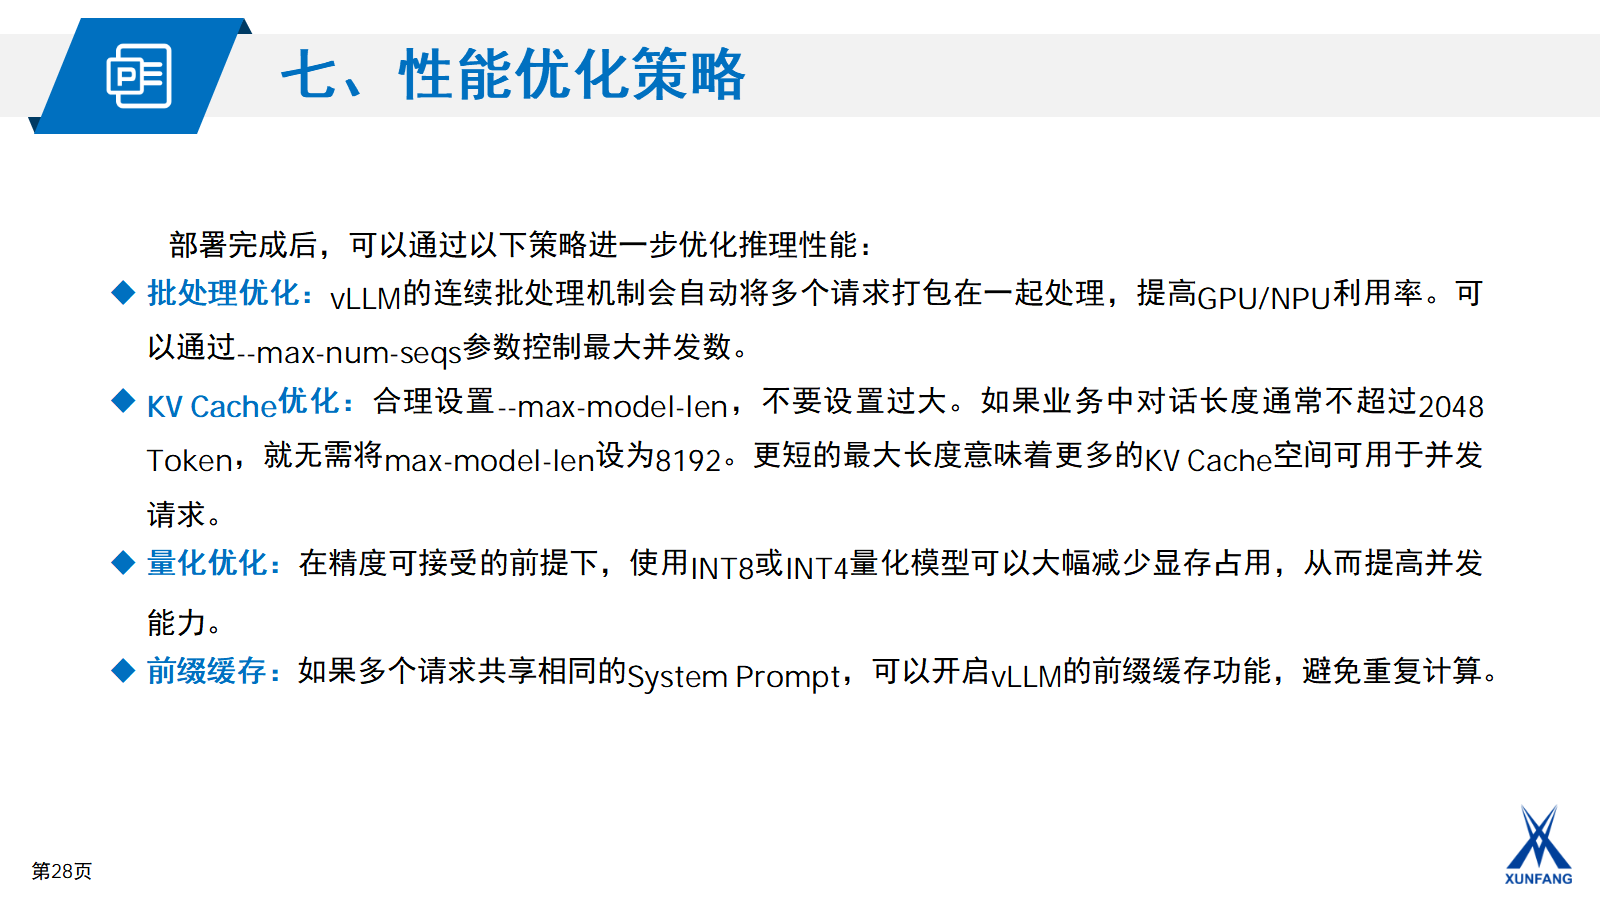 七、性能优化策略
部署完成后，可以通过以下策略进一步优化推理性能：
批处理优化：vLLM的连续批处理机制会自动将多个请求打包在一起处理，提高GPU/NPU利用率。可
以通过--max-num-seqs参数控制最大并发数。
KV Cache优化：合理设置--max-model-len，不要设置过大。如果业务中对话长度通常不超过2048
Token，就无需将max-model-len设为8192。更短的最大长度意味着更多的KV Cache空间可用于并发
请求。
量化优化：在精度可接受的前提下，使用INT8或INT4量化模型可以大幅减少显存占用，从而提高并发
能力。
前缀缓存：如果多个请求共享相同的System Prompt，可以开启vLLM的前缀缓存功能，避免重复计算。
第28页
XUNFANG